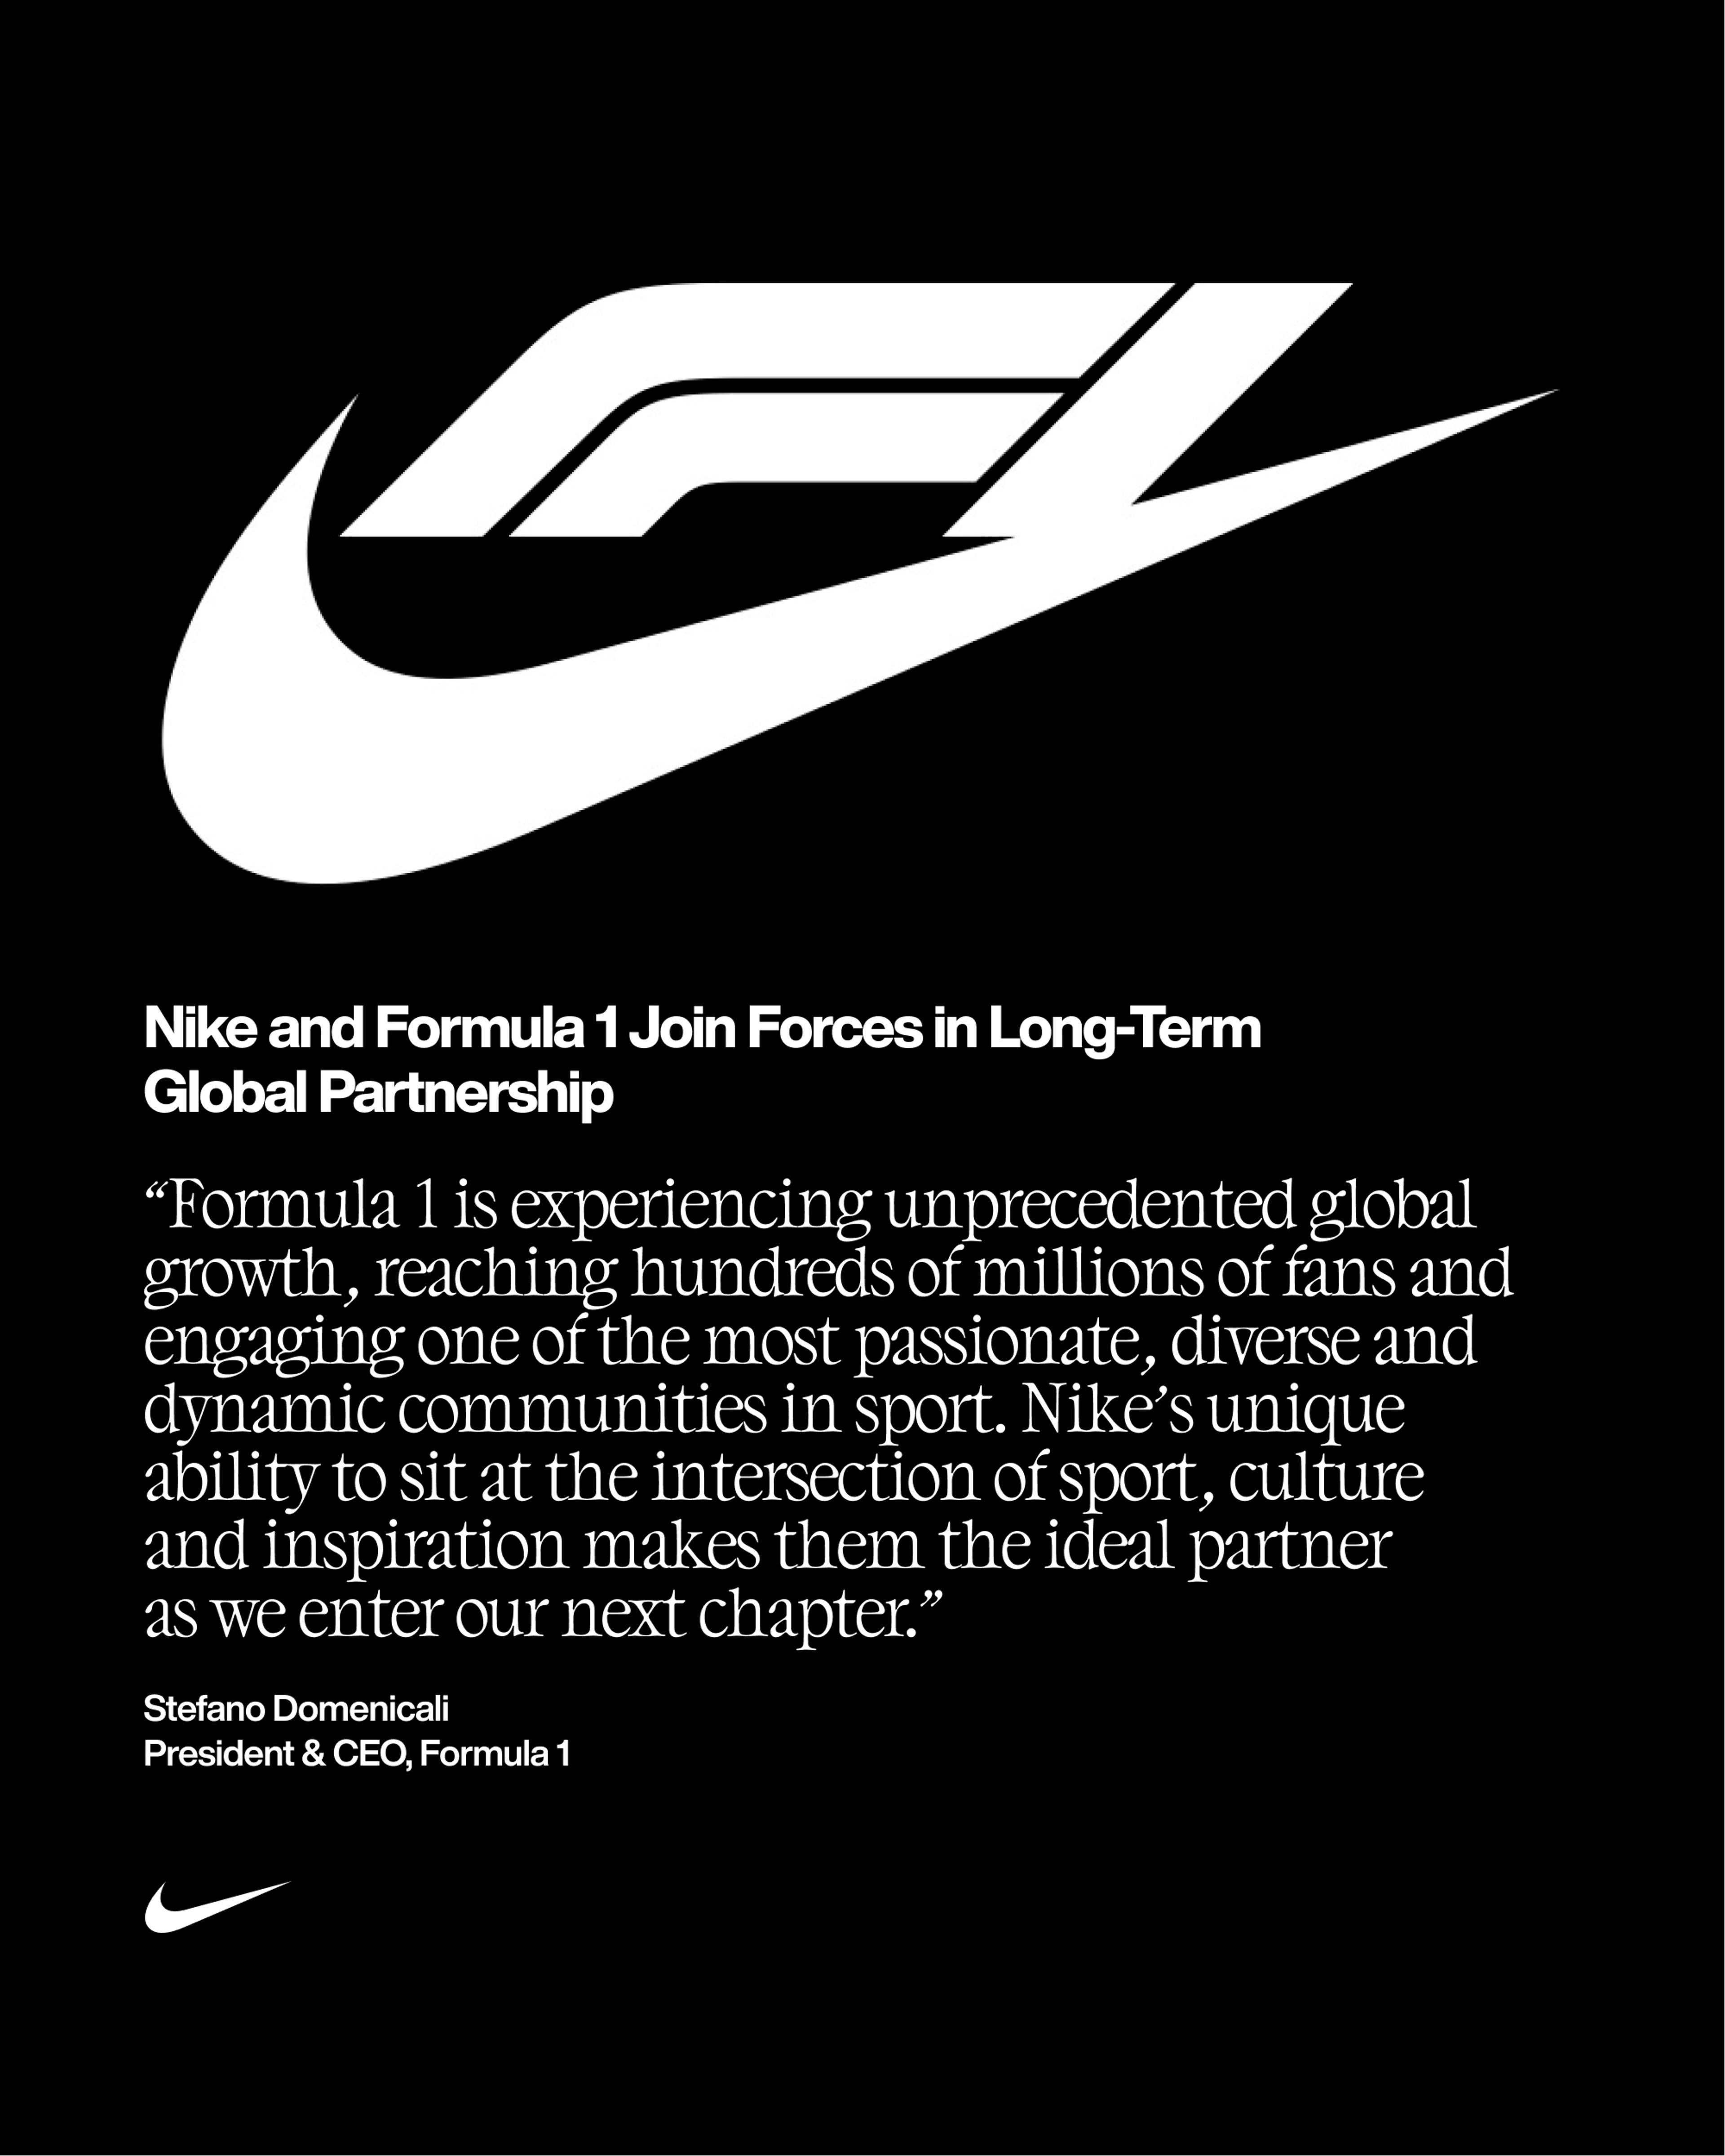 F1
Nike and Formula 1 Join Forces in Long-Term
Global Partnership
“Formula 1 is experiencing unprecedented global
growth, reaching hundreds of millions of fans and
engaging one of the most passionate, diverse and
dynamic communities in sport. Nike’s unique
ability to sit at the intersection of sport, culture
and inspiration makes them the ideal partner
as we enter our next chapter.”
Stefano Domenicali
President & CEO, Formula 1